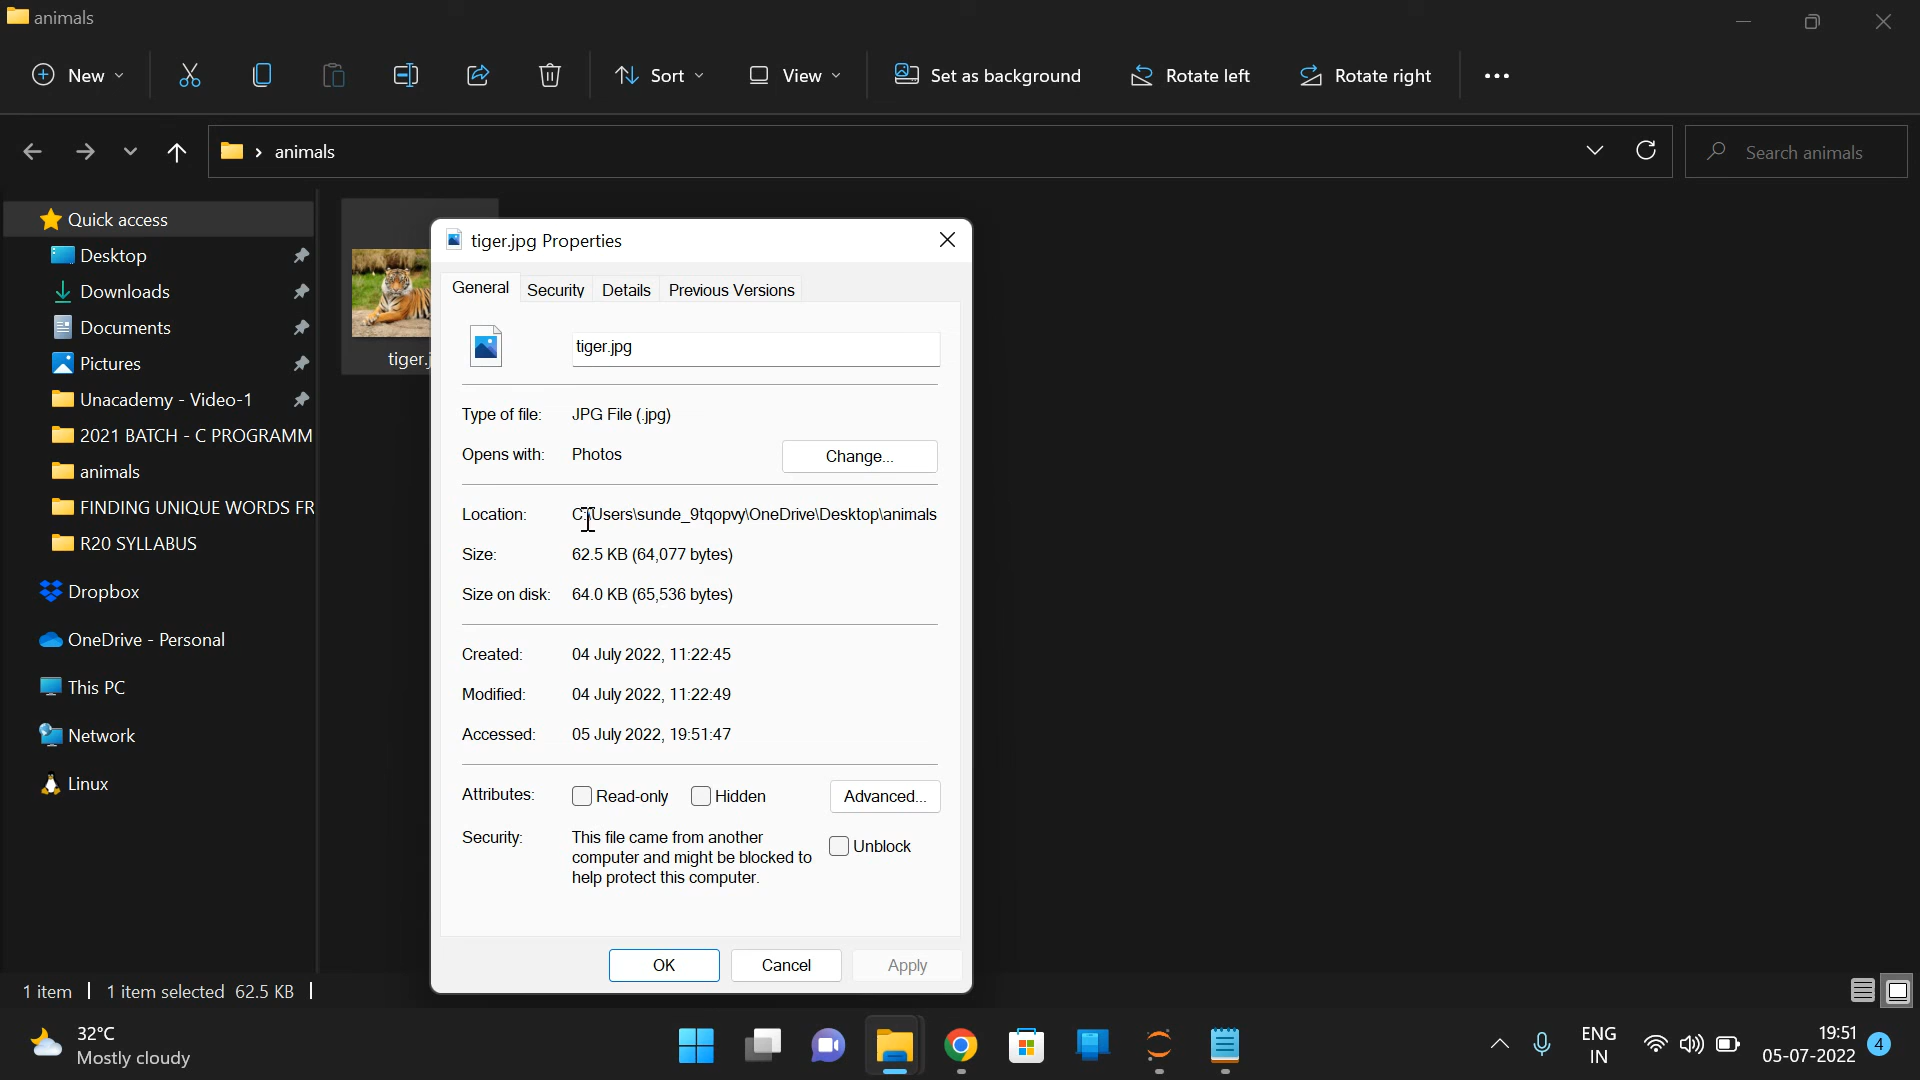 animals
New
Sort
View
Set as background
Rotate left
Rotate right
animals
Search animals
Quick access
Desktop
Downloads
Documents
Pictures
Unacademy - Video-1
2021 BATCH - C PROGRAMM
animals
FINDING UNIQUE WORDS FR
R20 SYLLABUS
Dropbox
OneDrive - Personal
This PC
Network
Linux
tiger.j
tiger.jpg Properties
General Security Details Previous Versions
tiger.jpg
Type of file: JPG File (.jpg)
Opens with: Photos Change...
Location: C:\Users\sunde_9tqopvy\OneDrive\Desktop\animals
Size: 62.5 KB (64,077 bytes)
Size on disk: 64.0 KB (65,536 bytes)
Created: 04 July 2022, 11:22:45
Modified: 04 July 2022, 11:22:49
Accessed: 05 July 2022, 19:51:47
Attributes: Read-only Hidden Advanced...
Security: This file came from another
computer and might be blocked to
help protect this computer.
Unblock
OK Cancel Apply
1 item 1 item selected 62.5 KB
32°C
Mostly cloudy
ENG
IN
19:51
05-07-2022
4